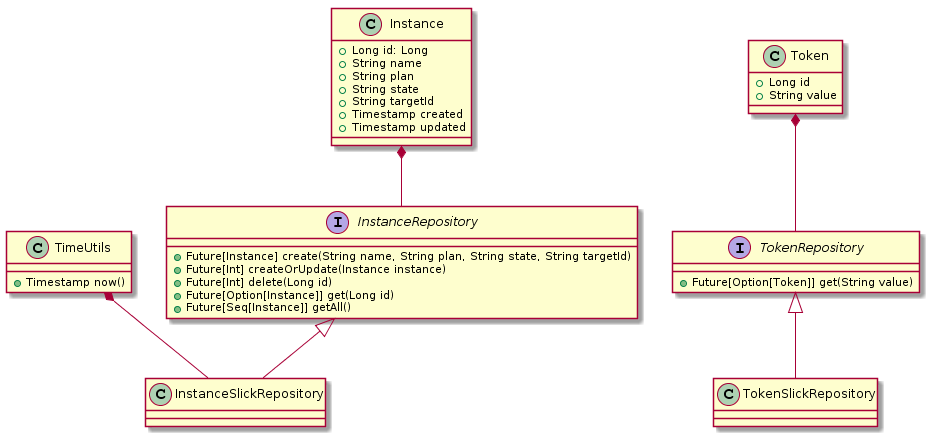 C Instance
Long id: Long
String name
String plan
String state
String targetId
Timestamp created
Timestamp updated
C Token
Long id
String value
C TimeUtils
Timestamp now()
I InstanceRepository
Future[Instance] create(String name, String plan, String state, String targetId)
Future[Int] createOrUpdate(Instance instance)
Future[Int] delete(Long id)
Future[Option[Instance]] get(Long id)
Future[Seq[Instance]] getAll()
I TokenRepository
Future[Option[Token]] get(String value)
C InstanceSlickRepository
C TokenSlickRepository